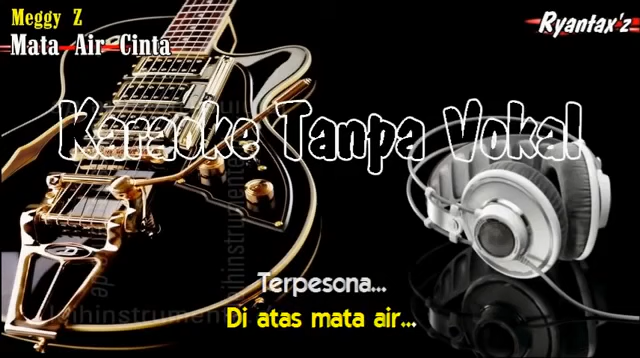 Meggy Z
Mata Air Cinta
Ryantax'z
Karaoke Tanpa Vokal
Terpesona...
Di atas mata air...